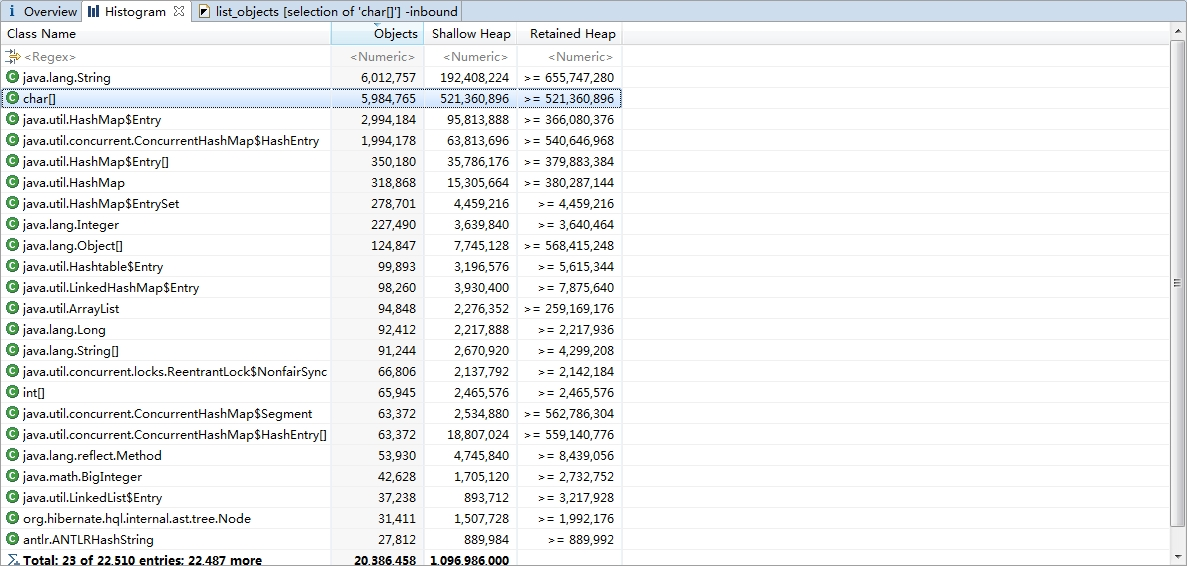 i Overview Histogram list_objects [selection of 'char[]'] -inbound
Class Name Objects Shallow Heap Retained Heap
<Regex> <Numeric> <Numeric> <Numeric>
java.lang.String 6,012,757 192,408,224 >= 655,747,280
char[] 5,984,765 521,360,896 >= 521,360,896
java.util.HashMap$Entry 2,994,184 95,813,888 >= 366,080,376
java.util.concurrent.ConcurrentHashMap$HashEntry 1,994,178 63,813,696 >= 540,646,968
java.util.HashMap$Entry[] 350,180 35,786,176 >= 379,883,384
java.util.HashMap 318,868 15,305,664 >= 380,287,144
java.util.HashMap$EntrySet 278,701 4,459,216 >= 4,459,216
java.lang.Integer 227,490 3,639,840 >= 3,640,464
java.lang.Object[] 124,847 7,745,128 >= 568,415,248
java.util.Hashtable$Entry 99,893 3,196,576 >= 5,615,344
java.util.LinkedHashMap$Entry 98,260 3,930,400 >= 7,875,640
java.util.ArrayList 94,848 2,276,352 >= 259,169,176
java.lang.Long 92,412 2,217,888 >= 2,217,936
java.lang.String[] 91,244 2,670,920 >= 4,299,208
java.util.concurrent.locks.ReentrantLock$NonfairSync 66,806 2,137,792 >= 2,142,184
int[] 65,945 2,465,576 >= 2,465,576
java.util.concurrent.ConcurrentHashMap$Segment 63,372 2,534,880 >= 562,786,304
java.util.concurrent.ConcurrentHashMap$HashEntry[] 63,372 18,807,024 >= 559,140,776
java.lang.reflect.Method 53,930 4,745,840 >= 8,439,056
java.math.BigInteger 42,628 1,705,120 >= 2,732,752
java.util.LinkedList$Entry 37,238 893,712 >= 3,217,928
org.hibernate.hql.internal.ast.tree.Node 31,411 1,507,728 >= 1,992,176
antlr.ANTLRHashString 27,812 889,984 >= 889,992
Total: 23 of 22,510 entries; 22,487 more 20,386,458 1,096,986,000